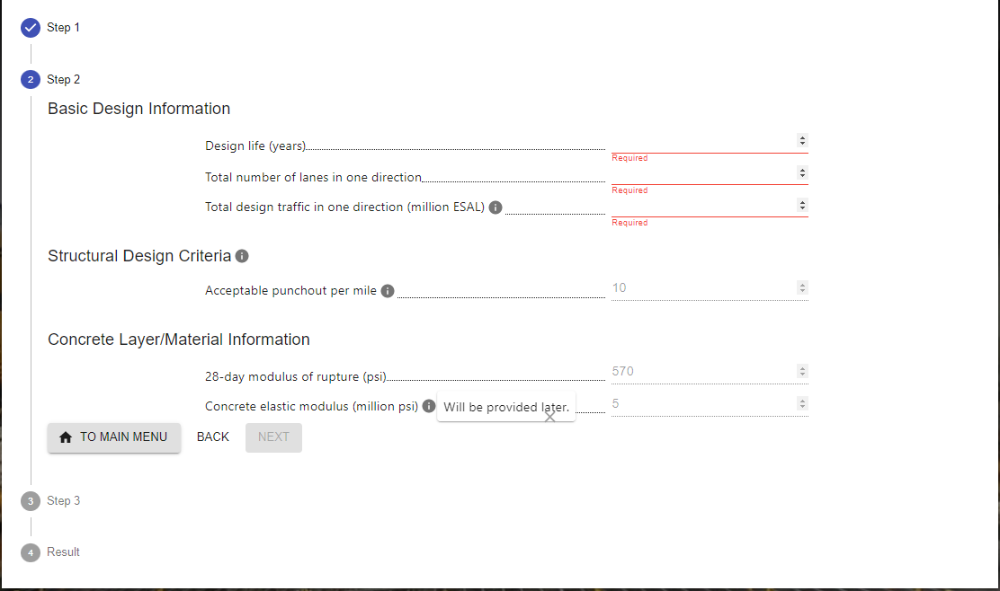 Step 1
2 Step 2
Basic Design Information
Design life (years)
Required
Total number of lanes in one direction
Required
Total design traffic in one direction (million ESAL) i
Required
Structural Design Criteria i
Acceptable punchout per mile i 10
Concrete Layer/Material Information
28-day modulus of rupture (psi) 570
Concrete elastic modulus (million psi) i Will be provided later. 5
TO MAIN MENU BACK NEXT
3 Step 3
4 Result